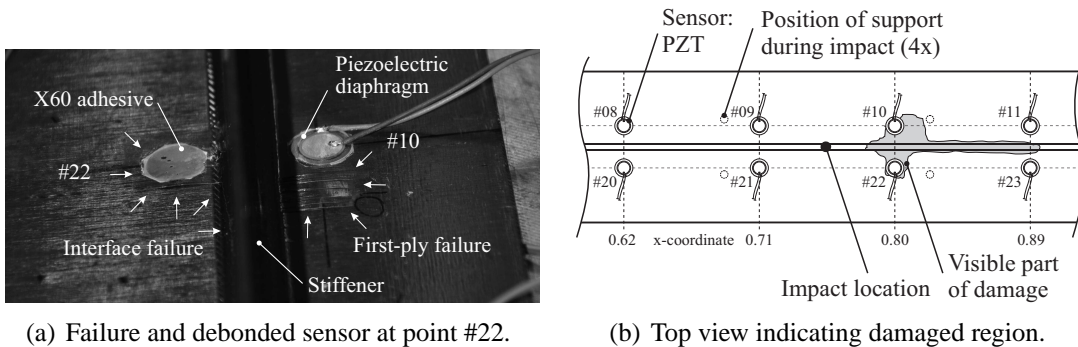 Piezoelectric
diaphragm
X60 adhesive
#10
#22
Interface failure
First-ply failure
Stiffener
(a) Failure and debonded sensor at point #22.
Sensor:
PZT
Position of support
during impact (4x)
#08
#09
#10
#11
#20
#21
#22
#23
0.62
x-coordinate
0.71
0.80
0.89
Impact location
Visible part
of damage
(b) Top view indicating damaged region.